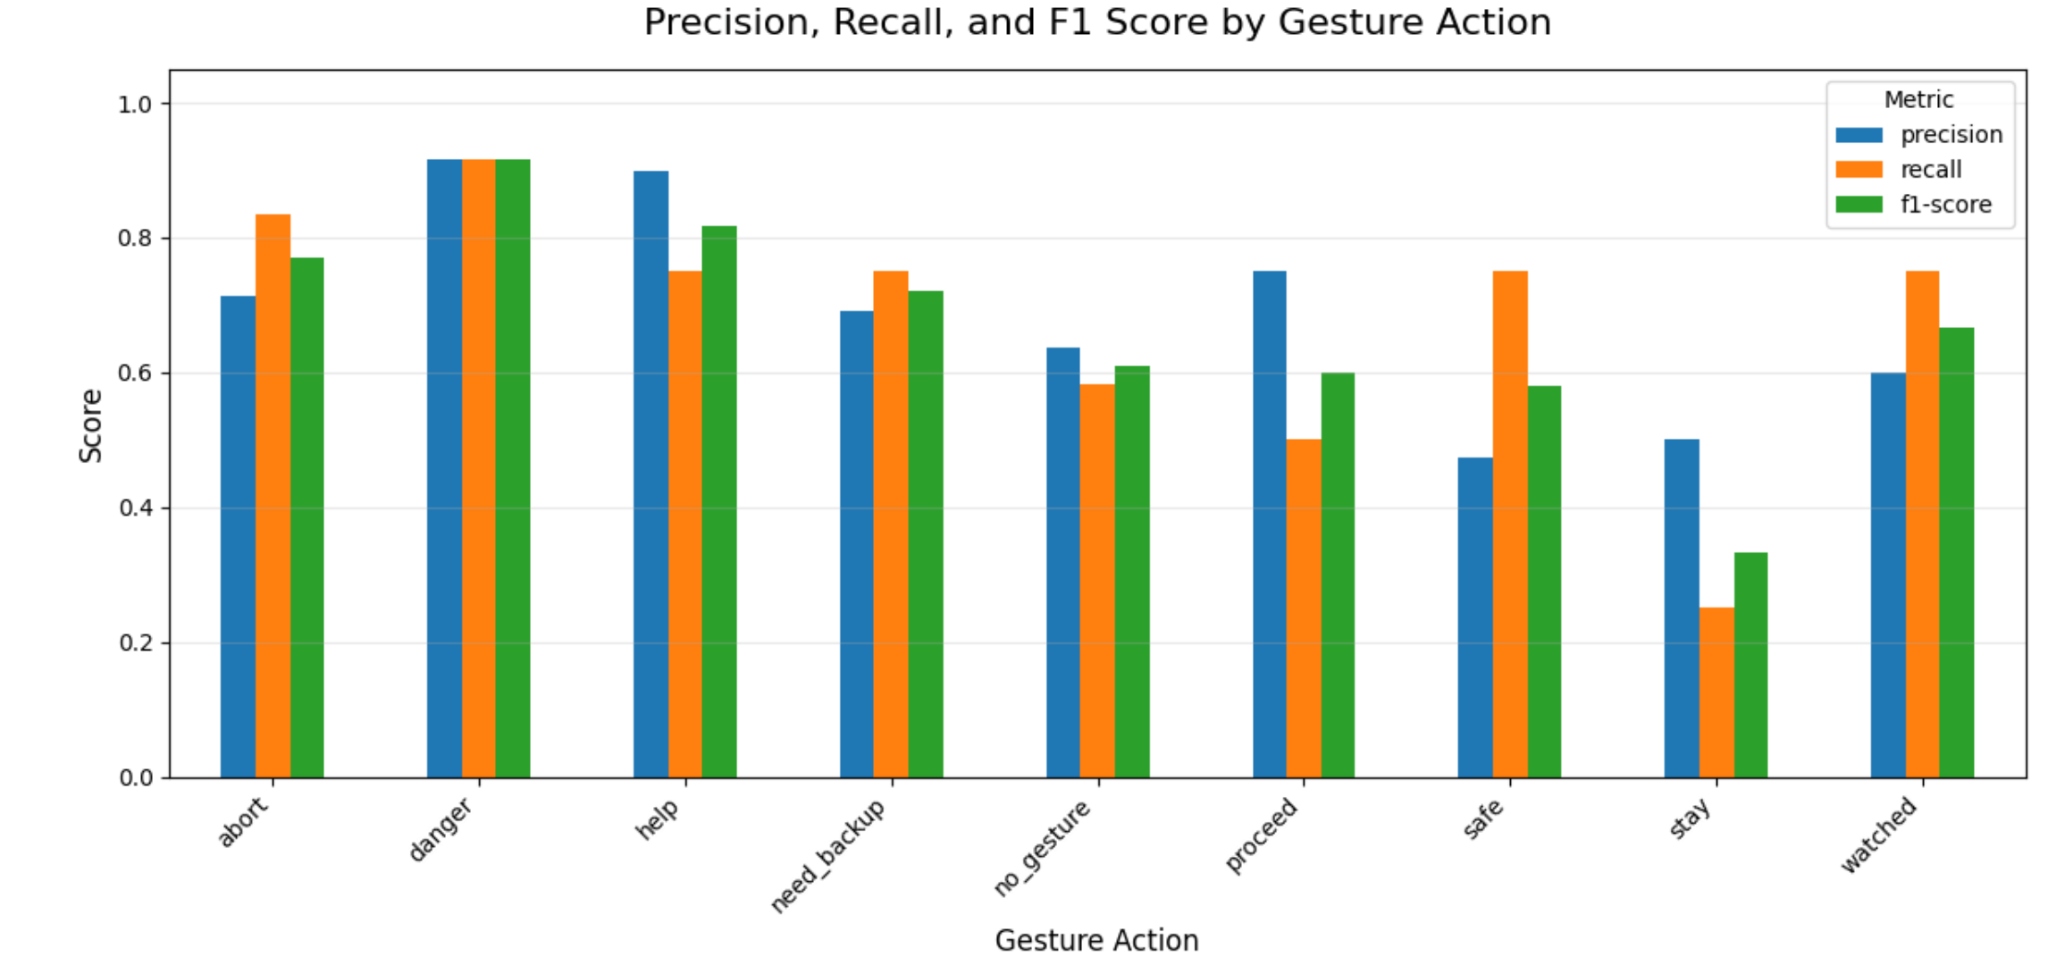 Precision, Recall, and F1 Score by Gesture Action
Metric
precision
recall
f1-score
1.0
0.8
0.6
0.4
0.2
0.0
Score
abort
danger
help
need_backup
no_gesture
proceed
safe
stay
watched
Gesture Action